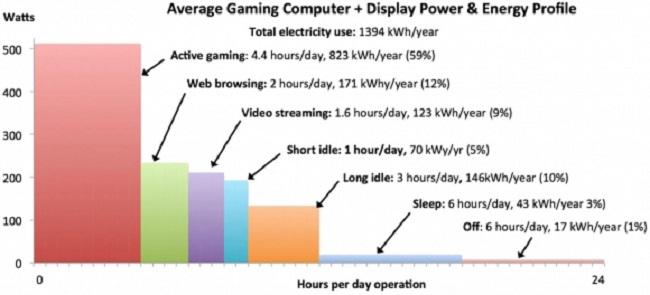 Average Gaming Computer + Display Power & Energy Profile
Watts
Total electricity use: 1394 kWh/year
500
Active gaming: 4.4 hours/day, 823 kWh/year (59%)
Web browsing: 2 hours/day, 171 kWhy/year (12%)
400
Video streaming: 1.6 hours/day, 123 kWh/year (9%)
300
Short idle: 1 hour/day, 70 kWy/yr (5%)
Long idle: 3 hours/day, 146kWh/year (10%)
200
Sleep: 6 hours/day, 43 kWh/year 3%)
Off: 6 hours/day, 17 kWh/year (1%)
100
0
0
24
Hours per day operation